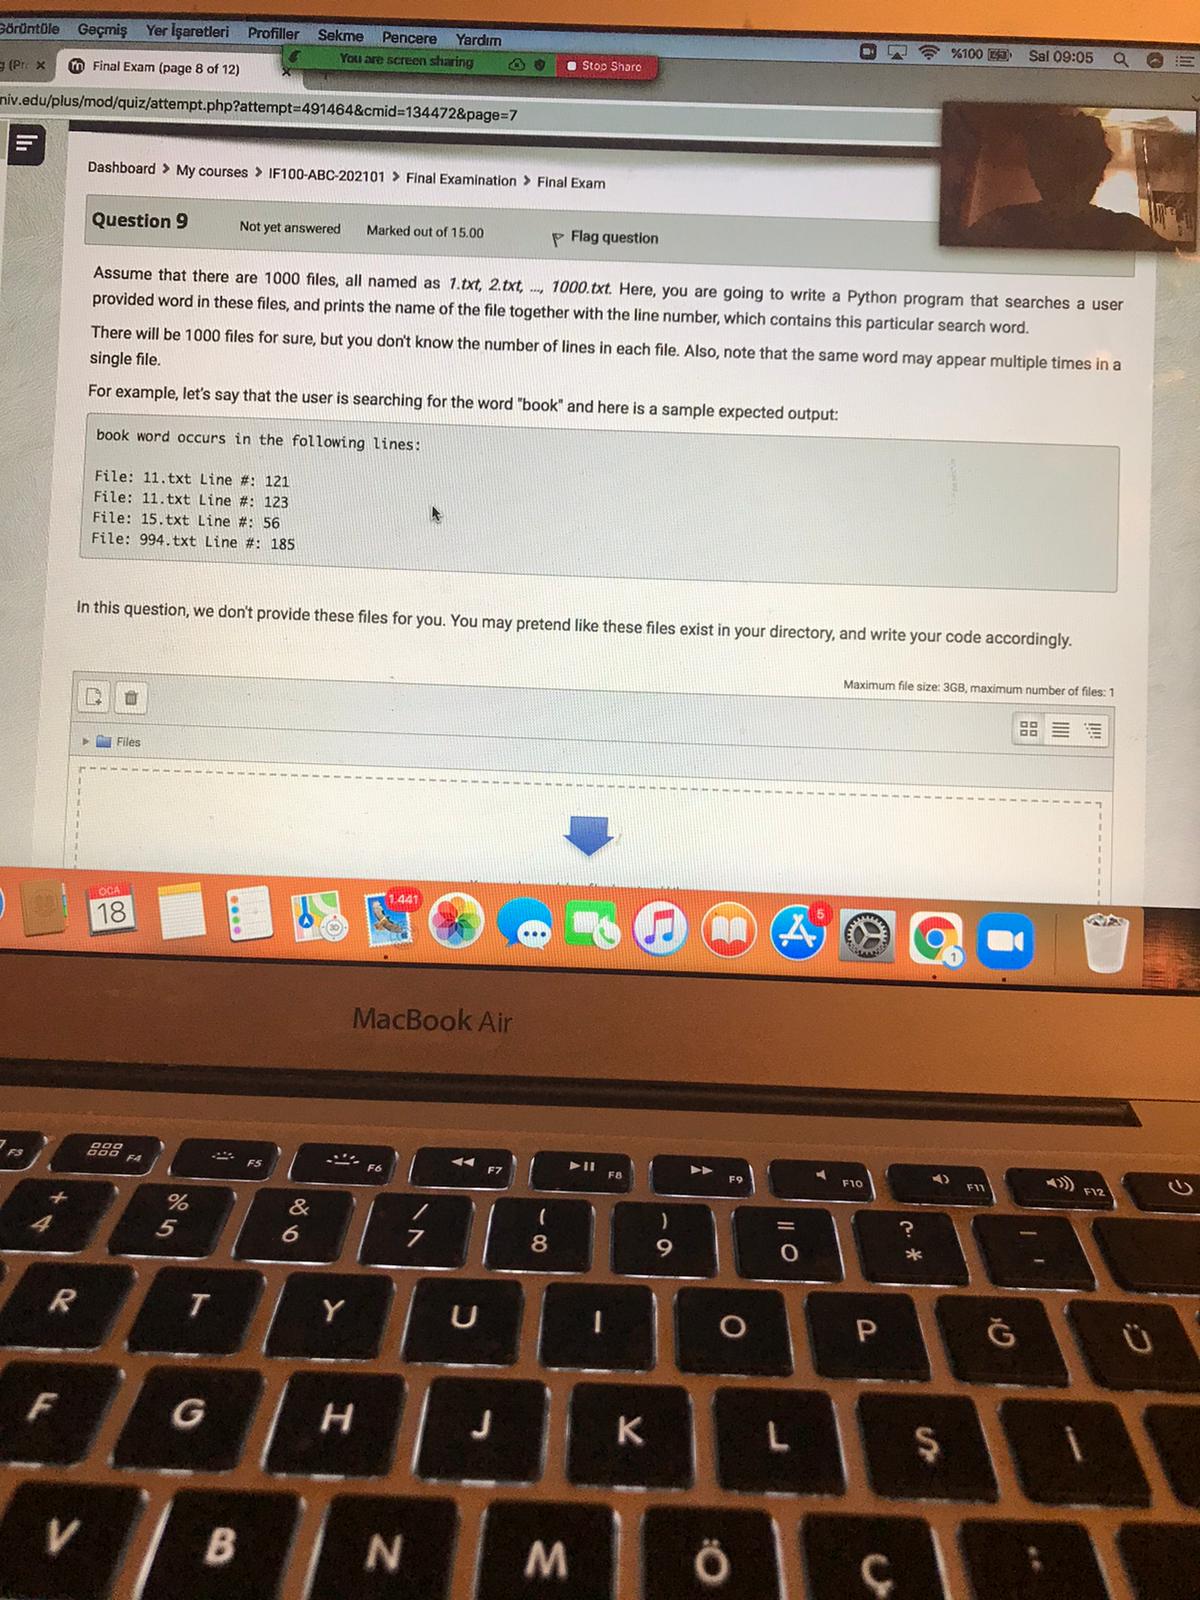 Görüntüle Geçmiş Yer İşaretleri Profiller Sekme Pencere Yardım
%100 Sal 09:05
Final Exam (page 8 of 12)
You are screen sharing
Stop Share
niv.edu/plus/mod/quiz/attempt.php?attempt=491464&cmid=134472&page=7
Dashboard > My courses > IF100-ABC-202101 > Final Examination > Final Exam
Question 9 Not yet answered Marked out of 15.00 Flag question
Assume that there are 1000 files, all named as 1.txt, 2.txt, ..., 1000.txt. Here, you are going to write a Python program that searches a user
provided word in these files, and prints the name of the file together with the line number, which contains this particular search word.
There will be 1000 files for sure, but you don't know the number of lines in each file. Also, note that the same word may appear multiple times in a
single file.
For example, let's say that the user is searching for the word "book" and here is a sample expected output:
book word occurs in the following lines:
File: 11.txt Line #: 121
File: 11.txt Line #: 123
File: 15.txt Line #: 56
File: 994.txt Line #: 185
In this question, we don't provide these files for you. You may pretend like these files exist in your directory, and write your code accordingly.
Maximum file size: 3GB, maximum number of files: 1
Files
OCA
18
3D
1.441
5
1
MacBook Air
F3 F4 F5 F6 F7 F8 F9 F10 F11 F12
+ % & / ( ) = ? _
4 5 6 7 8 9 0 * -
R T Y U I O P Ğ Ü
F G H J K L Ş İ
V B N M Ö Ç :